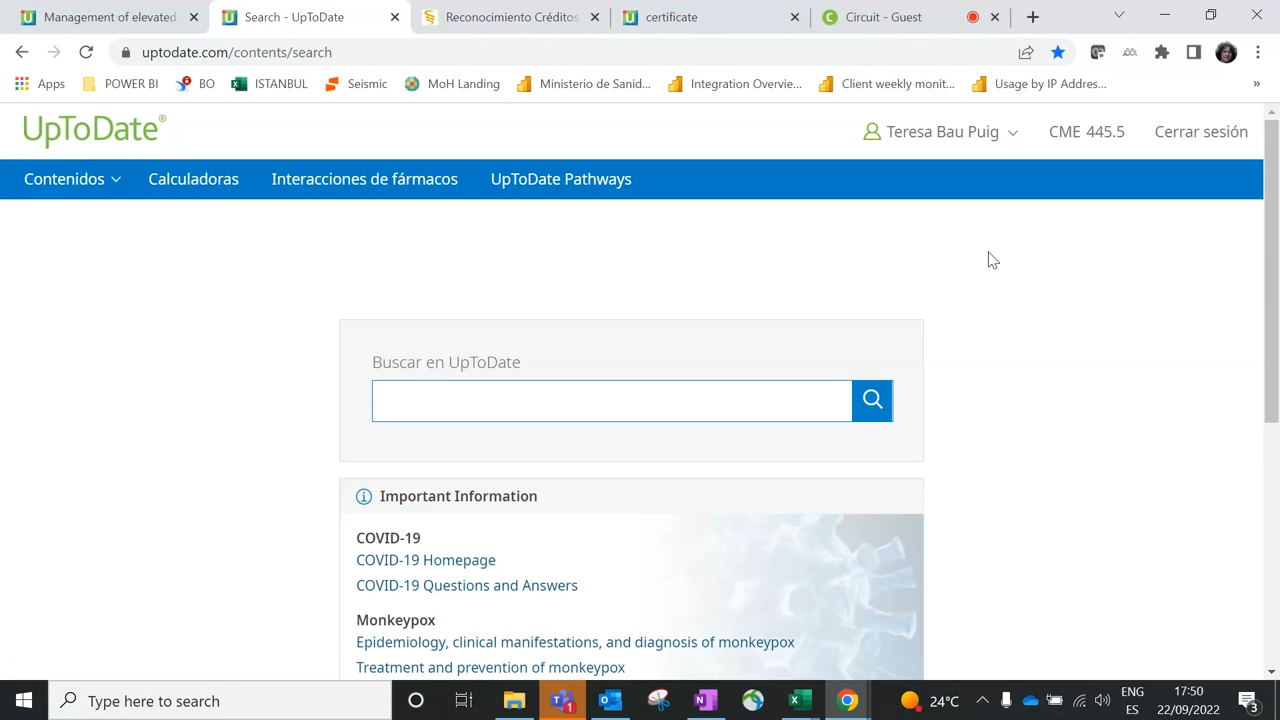 Management of elevated
Search - UpToDate
Reconocimiento Créditos
certificate
Circuit - Guest
uptodate.com/contents/search
Apps
POWER BI
BO
ISTANBUL
Seismic
MoH Landing
Ministerio de Sanid...
Integration Overvie...
Client weekly monit...
Usage by IP Addres...
»
UpToDate®
Teresa Bau Puig
CME 445.5
Cerrar sesión
Contenidos
Calculadoras
Interacciones de fármacos
UpToDate Pathways
Buscar en UpToDate
Important Information
COVID-19
COVID-19 Homepage
COVID-19 Questions and Answers
Monkeypox
Epidemiology, clinical manifestations, and diagnosis of monkeypox
Treatment and prevention of monkeypox
Type here to search
1
24°C
ENG
ES
17:50
22/09/2022
3